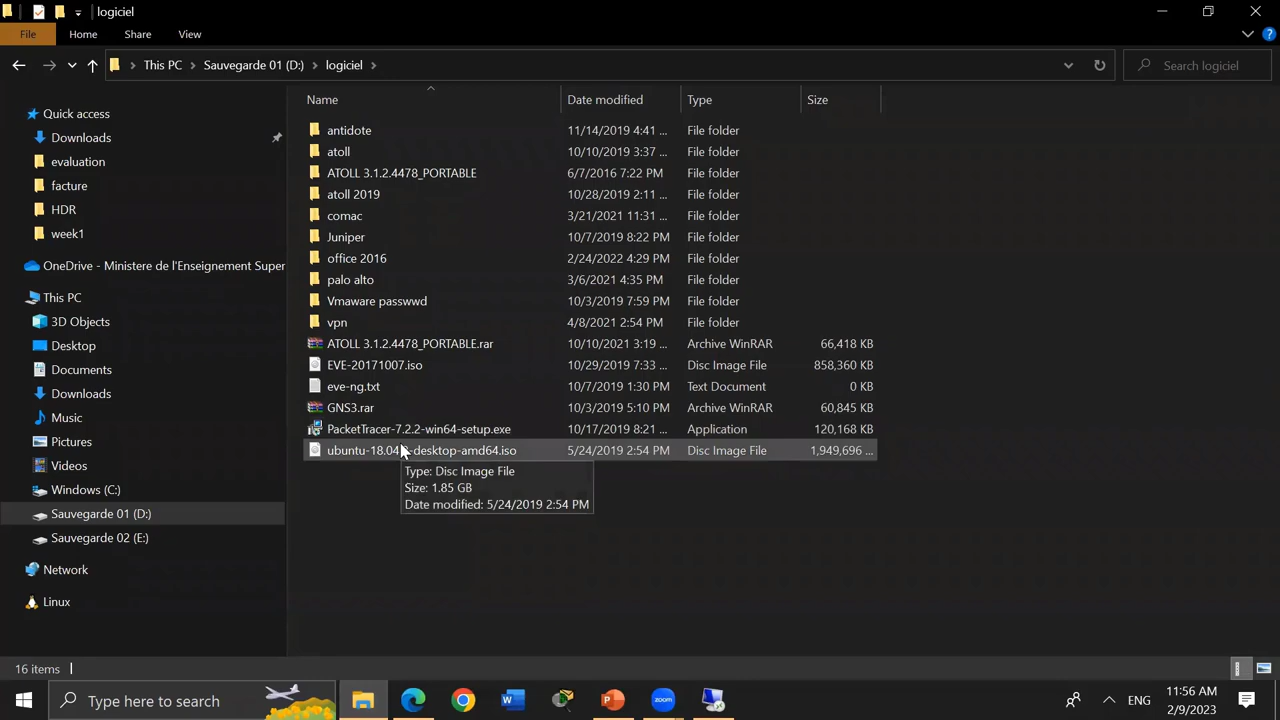 logiciel
File Home Share View
This PC Sauvegarde 01 (D:) logiciel Search logiciel
Name Date modified Type Size
Quick access
Downloads
evaluation
facture
HDR
week1
OneDrive - Ministere de l'Enseignement Super
This PC
3D Objects
Desktop
Documents
Downloads
Music
Pictures
Videos
Windows (C:)
Sauvegarde 01 (D:)
Sauvegarde 02 (E:)
Network
Linux
antidote 11/14/2019 4:41 ... File folder
atoll 10/10/2019 3:37 ... File folder
ATOLL 3.1.2.4478_PORTABLE 6/7/2016 7:22 PM File folder
atoll 2019 10/28/2019 2:11 ... File folder
comac 3/21/2021 11:31 ... File folder
Juniper 10/7/2019 8:22 PM File folder
office 2016 2/24/2022 4:29 PM File folder
palo alto 3/6/2021 4:35 PM File folder
Vmaware passwwd 10/3/2019 7:59 PM File folder
vpn 4/8/2021 2:54 PM File folder
ATOLL 3.1.2.4478_PORTABLE.rar 10/10/2021 3:19 ... Archive WinRAR 66,418 KB
EVE-20171007.iso 10/29/2019 7:33 ... Disc Image File 858,360 KB
eve-ng.txt 10/7/2019 1:30 PM Text Document 0 KB
GNS3.rar 10/3/2019 5:10 PM Archive WinRAR 60,845 KB
PacketTracer-7.2.2-win64-setup.exe 10/17/2019 8:21 ... Application 120,168 KB
ubuntu-18.04 -desktop-amd64.iso 5/24/2019 2:54 PM Disc Image File 1,949,696 ...
Type: Disc Image File
Size: 1.85 GB
Date modified: 5/24/2019 2:54 PM
16 items
Type here to search
zoom
ENG
11:56 AM
2/9/2023